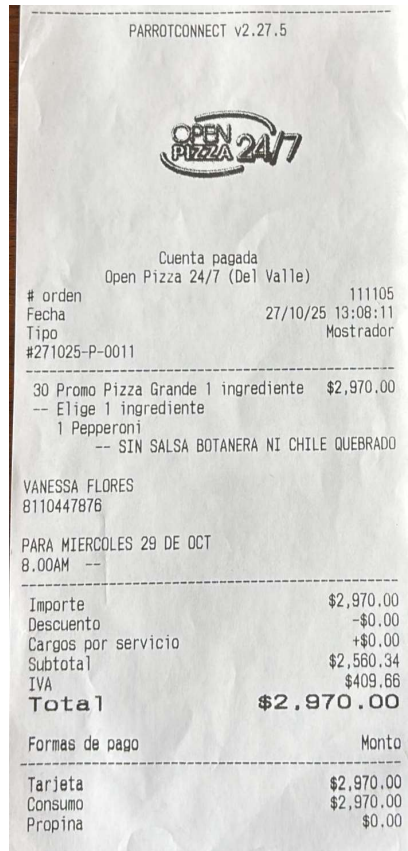 PARROTCONNECT v2.27.5
OPEN
PIZZA 24/7
Cuenta pagada
Open Pizza 24/7 (Del Valle)
# orden 111105
Fecha 27/10/25 13:08:11
Tipo Mostrador
#271025-P-0011
30 Promo Pizza Grande 1 ingrediente $2,970.00
-- Elige 1 ingrediente
1 Pepperoni
-- SIN SALSA BOTANERA NI CHILE QUEBRADO
VANESSA FLORES
8110447876
PARA MIERCOLES 29 DE OCT
8.00AM --
Importe $2,970.00
Descuento -$0.00
Cargos por servicio +$0.00
Subtotal $2,560.34
IVA $409.66
Total $2,970.00
Formas de pago Monto
Tarjeta $2,970.00
Consumo $2,970.00
Propina $0.00